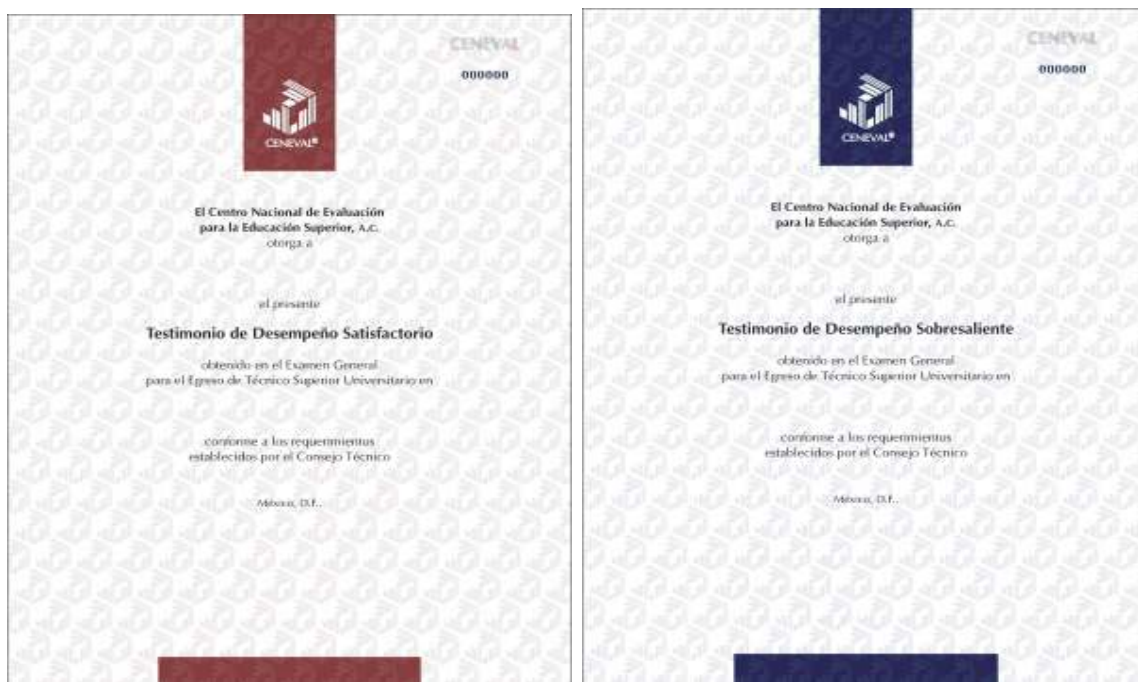 CENEVAL
000000
CENEVAL®
El Centro Nacional de Evaluación
para la Educación Superior, A.C.
otorga a
el presente
Testimonio de Desempeño Satisfactorio
obtenido en el Examen General
para el Egreso de Técnico Superior Universitario en
conforme a los requerimientos
establecidos por el Consejo Técnico
México, D.F.,
CENEVAL
000000
CENEVAL®
El Centro Nacional de Evaluación
para la Educación Superior, A.C.
otorga a
el presente
Testimonio de Desempeño Sobresaliente
obtenido en el Examen General
para el Egreso de Técnico Superior Universitario en
conforme a los requerimientos
establecidos por el Consejo Técnico
México, D.F.,